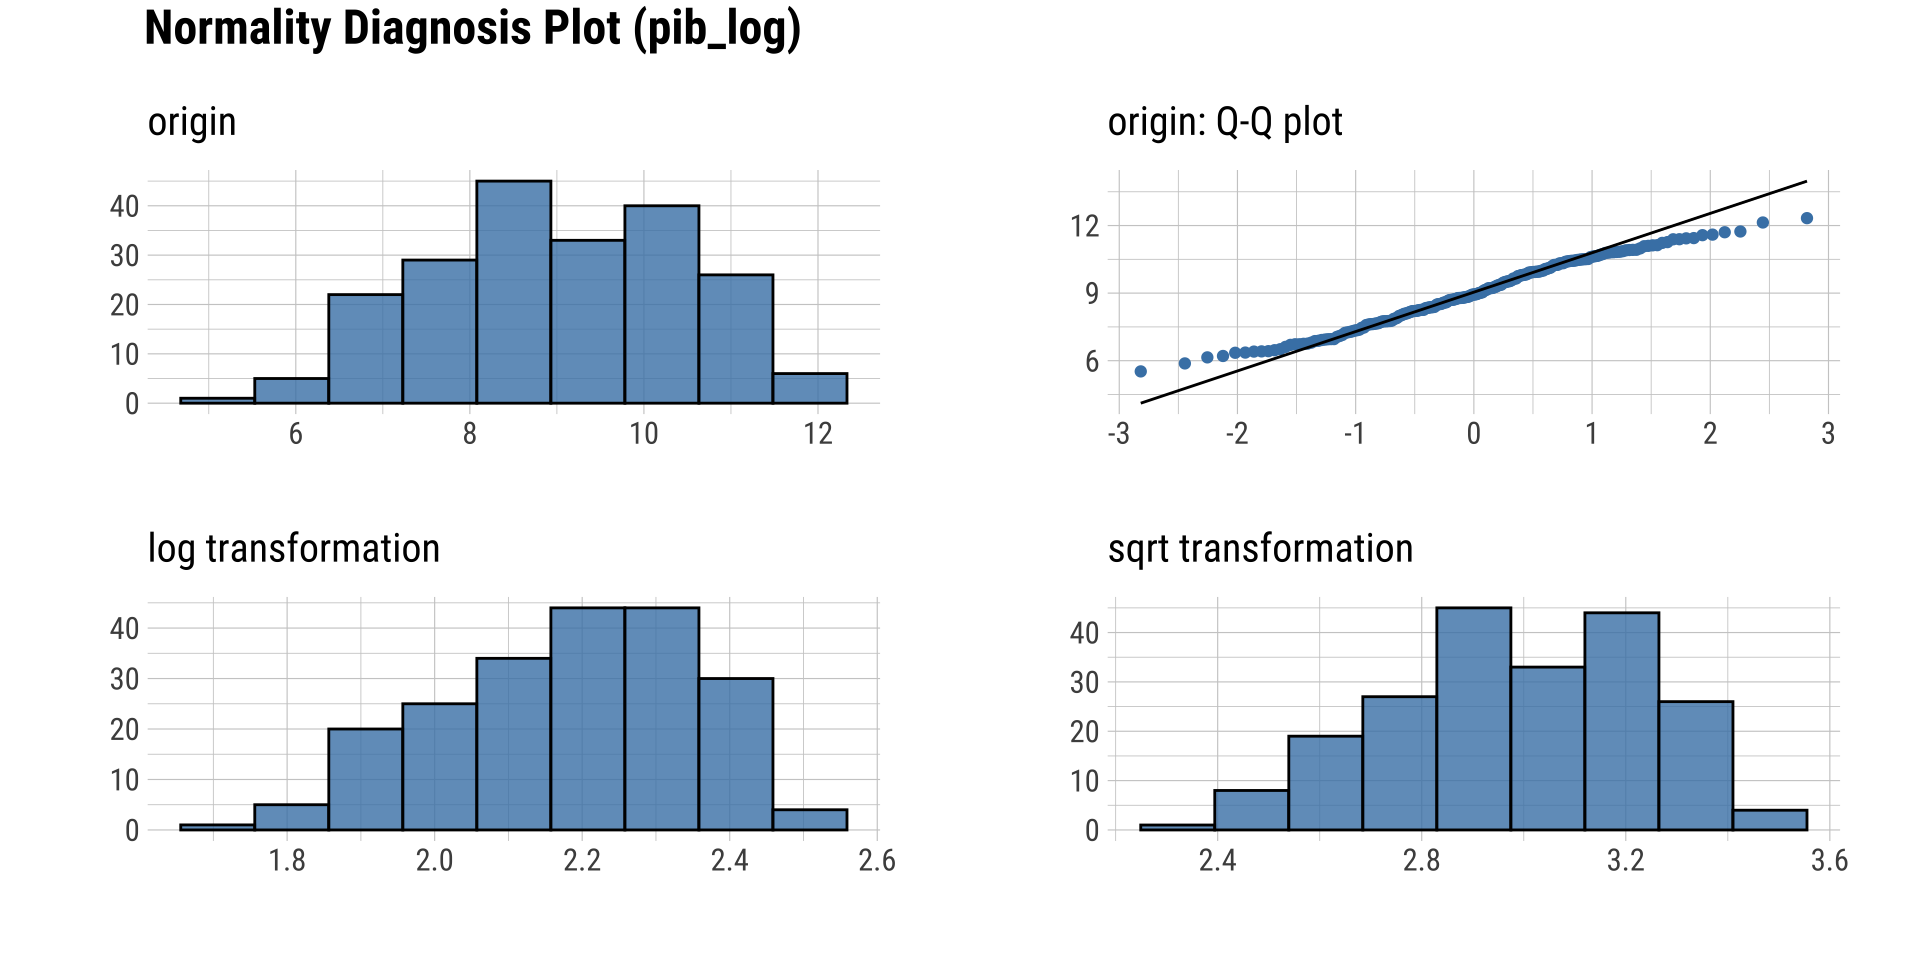 Normality Diagnosis Plot (pib_log)
origin
40
30
20
10
0
6 8 10 12
origin: Q-Q plot
12
9
6
-3 -2 -1 0 1 2 3
log transformation
40
30
20
10
0
1.8 2.0 2.2 2.4 2.6
sqrt transformation
40
30
20
10
0
2.4 2.8 3.2 3.6